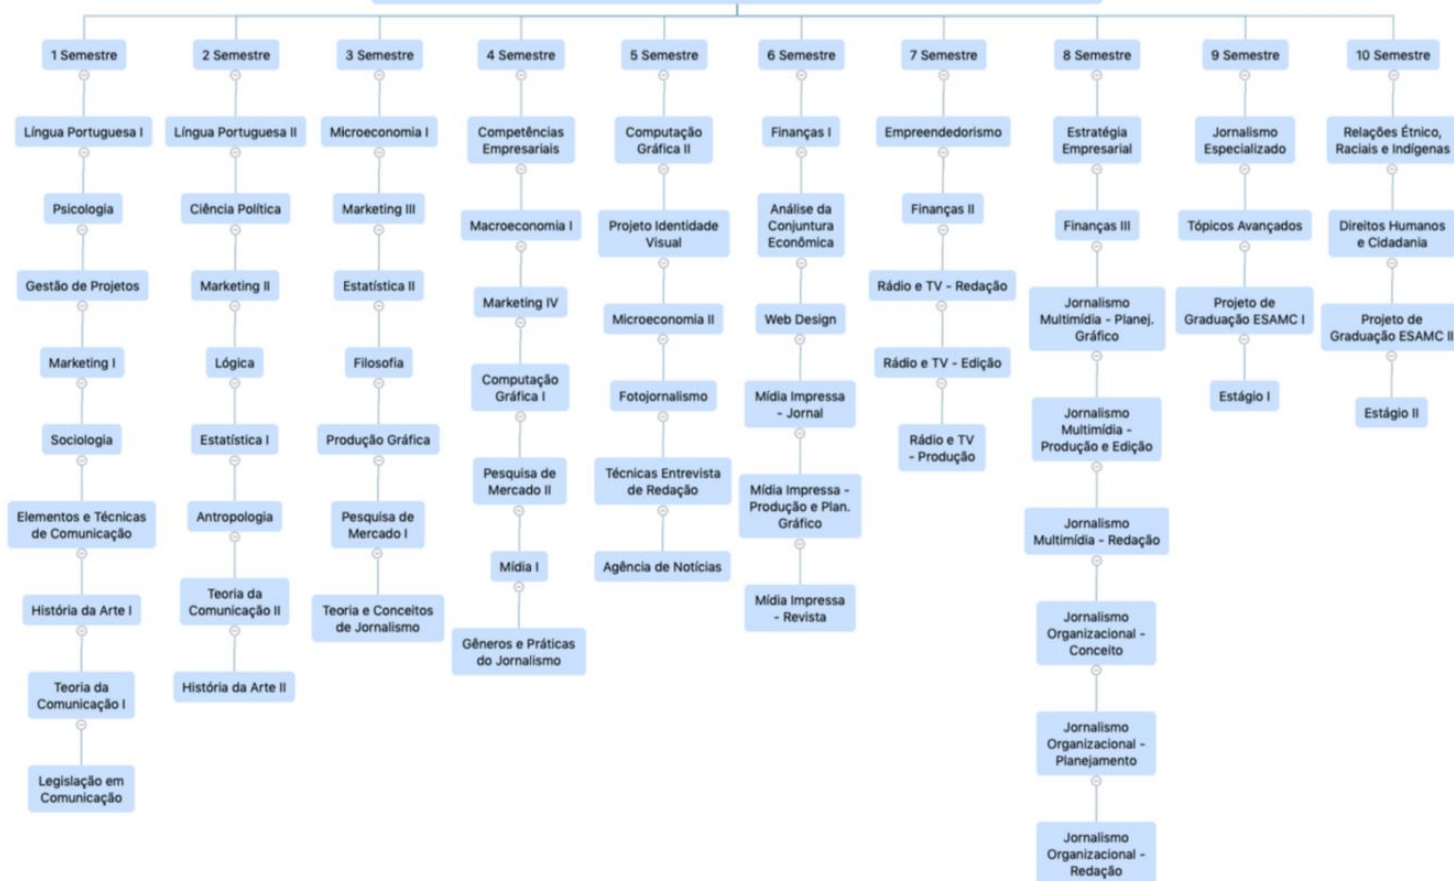 1 Semestre
Língua Portuguesa I
Psicologia
Gestão de Projetos
Marketing I
Sociologia
Elementos e Técnicas
de Comunicação
História da Arte I
Teoria da
Comunicação I
Legislação em
Comunicação
2 Semestre
Língua Portuguesa II
Ciência Política
Marketing II
Lógica
Estatística I
Antropologia
Teoria da
Comunicação II
História da Arte II
3 Semestre
Microeconomia I
Marketing III
Estatística II
Filosofia
Produção Gráfica
Pesquisa de
Mercado I
Teoria e Conceitos
de Jornalismo
4 Semestre
Competências
Empresariais
Macroeconomia I
Marketing IV
Computação
Gráfica I
Pesquisa de
Mercado II
Mídia I
Gêneros e Práticas
do Jornalismo
5 Semestre
Computação
Gráfica II
Projeto Identidade
Visual
Microeconomia II
Fotojornalismo
Técnicas Entrevista
de Redação
Agência de Notícias
6 Semestre
Finanças I
Análise da
Conjuntura
Econômica
Web Design
Mídia Impressa
- Jornal
Mídia Impressa -
Produção e Plan.
Gráfico
Mídia Impressa
- Revista
7 Semestre
Empreendedorismo
Finanças II
Rádio e TV - Redação
Rádio e TV - Edição
Rádio e TV
- Produção
8 Semestre
Estratégia
Empresarial
Finanças III
Jornalismo
Multimídia - Planej.
Gráfico
Jornalismo
Multimídia -
Produção e Edição
Jornalismo
Multimídia - Redação
Jornalismo
Organizacional -
Conceito
Jornalismo
Organizacional -
Planejamento
Jornalismo
Organizacional -
Redação
9 Semestre
Jornalismo
Especializado
Tópicos Avançados
Projeto de
Graduação ESAMC I
Estágio I
10 Semestre
Relações Étnico,
Raciais e Indígenas
Direitos Humanos
e Cidadania
Projeto de
Graduação ESAMC II
Estágio II